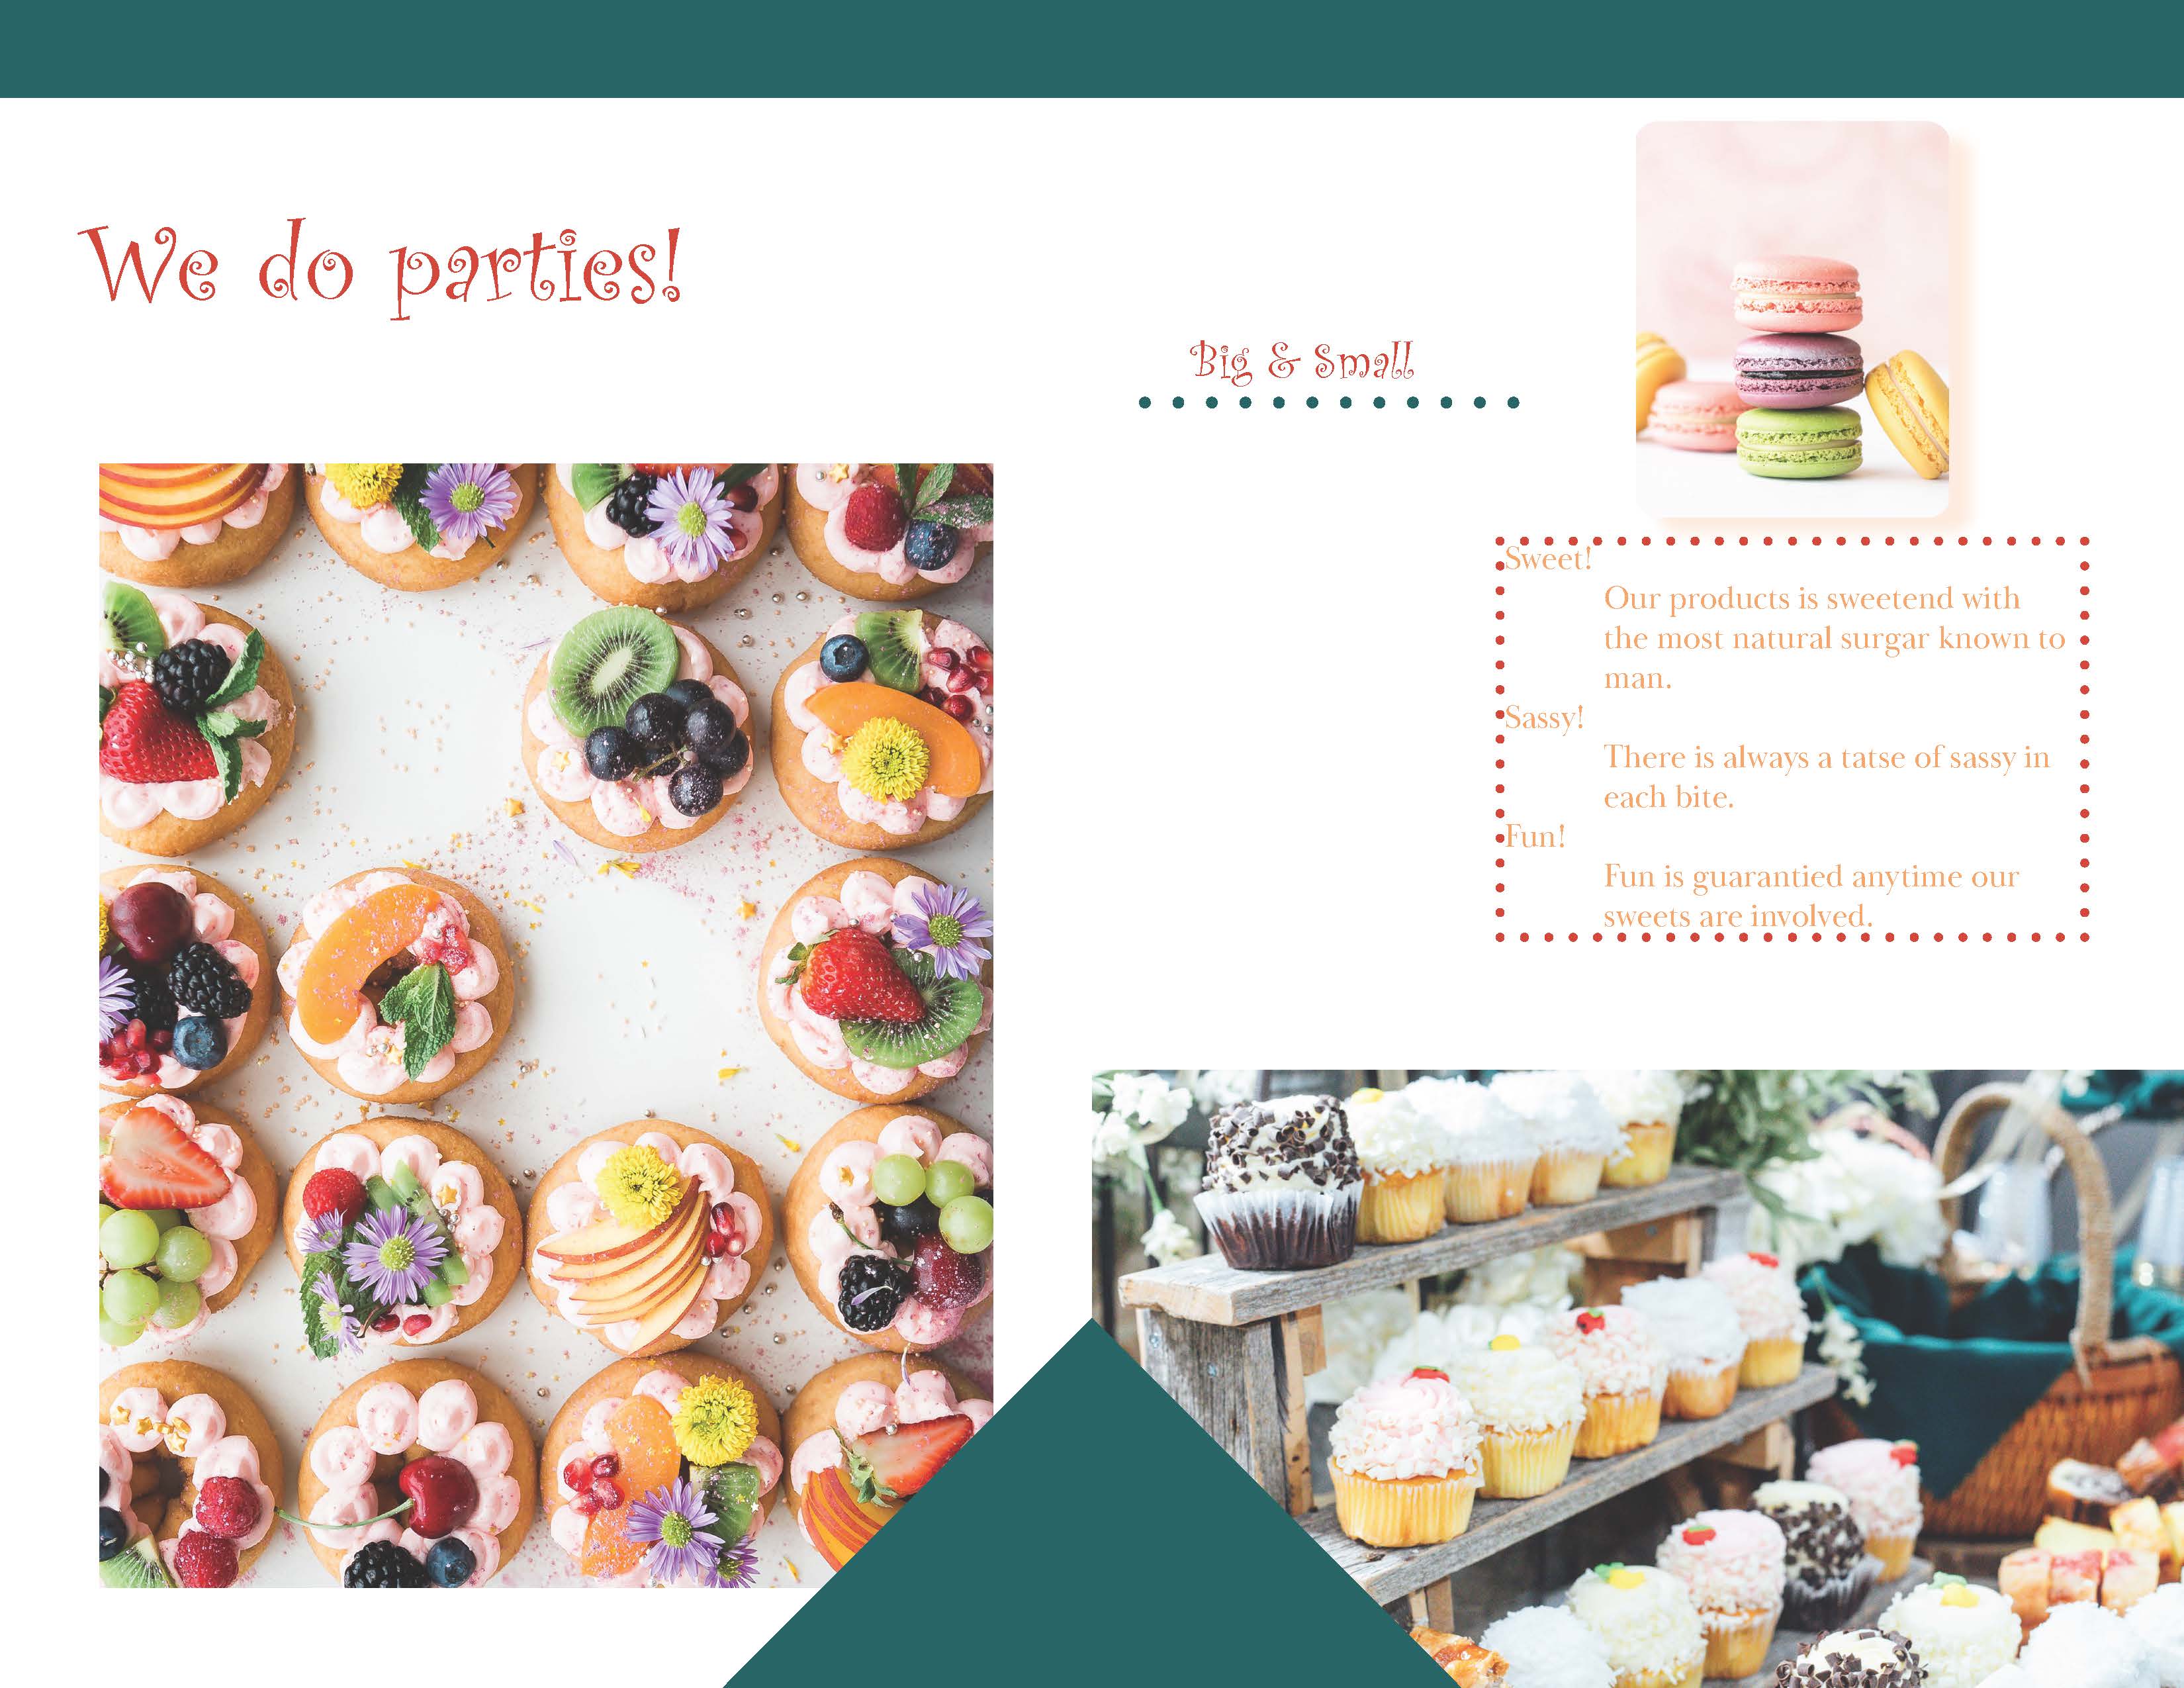 We do parties!
Big & Small
Sweet!
Our products is sweetend with
the most natural surgar known to
man.
Sassy!
There is always a tatse of sassy in
each bite.
Fun!
Fun is guarantied anytime our
sweets are involved.